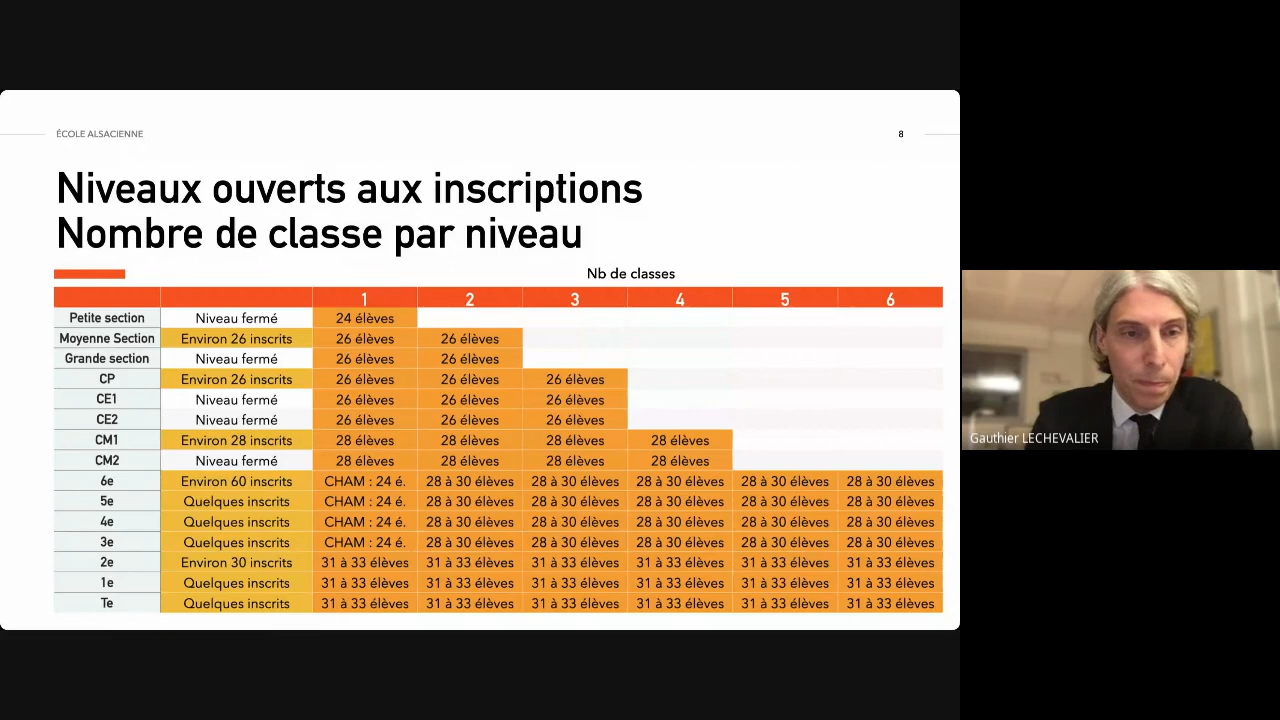 ÉCOLE ALSACIENNE
8
Niveaux ouverts aux inscriptions
Nombre de classe par niveau
Nb de classes
1 2 3 4 5 6
Petite section Niveau fermé 24 élèves
Moyenne Section Environ 26 inscrits 26 élèves 26 élèves
Grande section Niveau fermé 26 élèves 26 élèves
CP Environ 26 inscrits 26 élèves 26 élèves 26 élèves
CE1 Niveau fermé 26 élèves 26 élèves 26 élèves
CE2 Niveau fermé 26 élèves 26 élèves 26 élèves
CM1 Environ 28 inscrits 28 élèves 28 élèves 28 élèves 28 élèves
CM2 Niveau fermé 28 élèves 28 élèves 28 élèves 28 élèves
6e Environ 60 inscrits CHAM : 24 é. 28 à 30 élèves 28 à 30 élèves 28 à 30 élèves 28 à 30 élèves 28 à 30 élèves
5e Quelques inscrits CHAM : 24 é. 28 à 30 élèves 28 à 30 élèves 28 à 30 élèves 28 à 30 élèves 28 à 30 élèves
4e Quelques inscrits CHAM : 24 é. 28 à 30 élèves 28 à 30 élèves 28 à 30 élèves 28 à 30 élèves 28 à 30 élèves
3e Quelques inscrits CHAM : 24 é. 28 à 30 élèves 28 à 30 élèves 28 à 30 élèves 28 à 30 élèves 28 à 30 élèves
2e Environ 30 inscrits 31 à 33 élèves 31 à 33 élèves 31 à 33 élèves 31 à 33 élèves 31 à 33 élèves 31 à 33 élèves
1e Quelques inscrits 31 à 33 élèves 31 à 33 élèves 31 à 33 élèves 31 à 33 élèves 31 à 33 élèves 31 à 33 élèves
Te Quelques inscrits 31 à 33 élèves 31 à 33 élèves 31 à 33 élèves 31 à 33 élèves 31 à 33 élèves 31 à 33 élèves
Gauthier LECHEVALIER